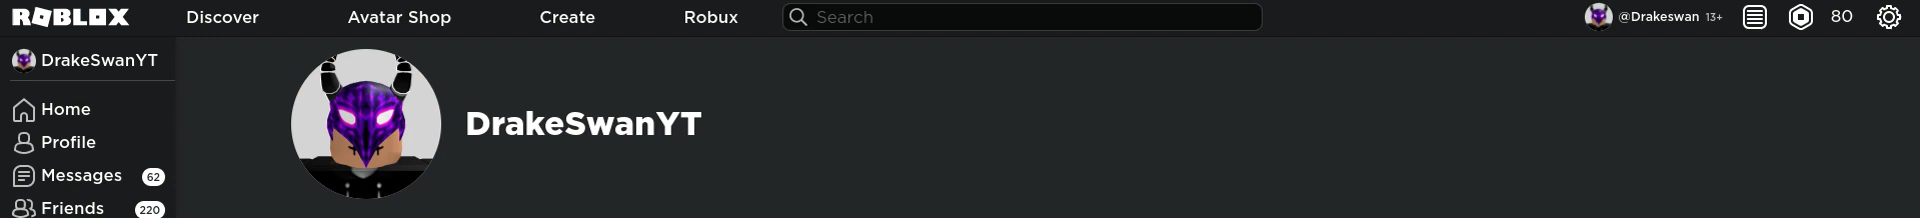 ROBLOX Discover Avatar Shop Create Robux Search @Drakeswan 13+ 80
DrakeSwanYT
DrakeSwanYT
Home
Profile
Messages 62
Friends 220